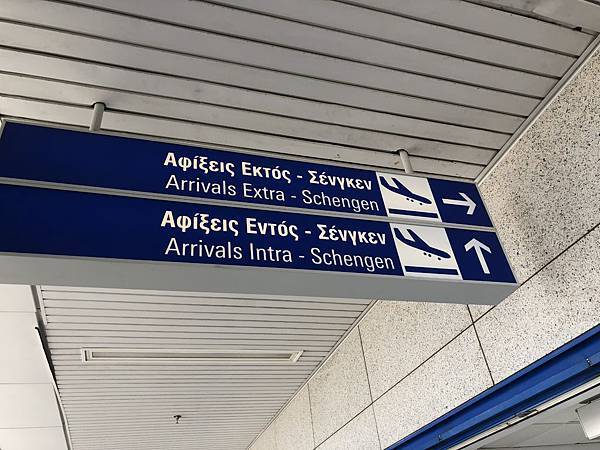 Αφίξεις Εκτός - Σένγκεν
Arrivals Extra - Schengen
Αφίξεις Εντός - Σένγκεν
Arrivals Intra - Schengen